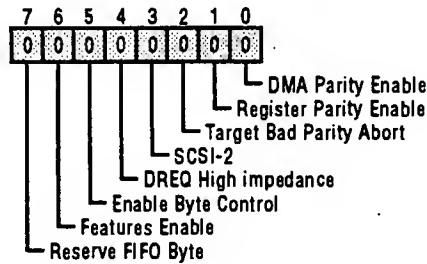 7 6 5 4 3 2 1 0
0 0 0 0 0 0 0 0
DMA Parity Enable
Register Parity Enable
Target Bad Parity Abort
SCSI-2
DREQ High impedance
Enable Byte Control
Features Enable
Reserve FIFO Byte